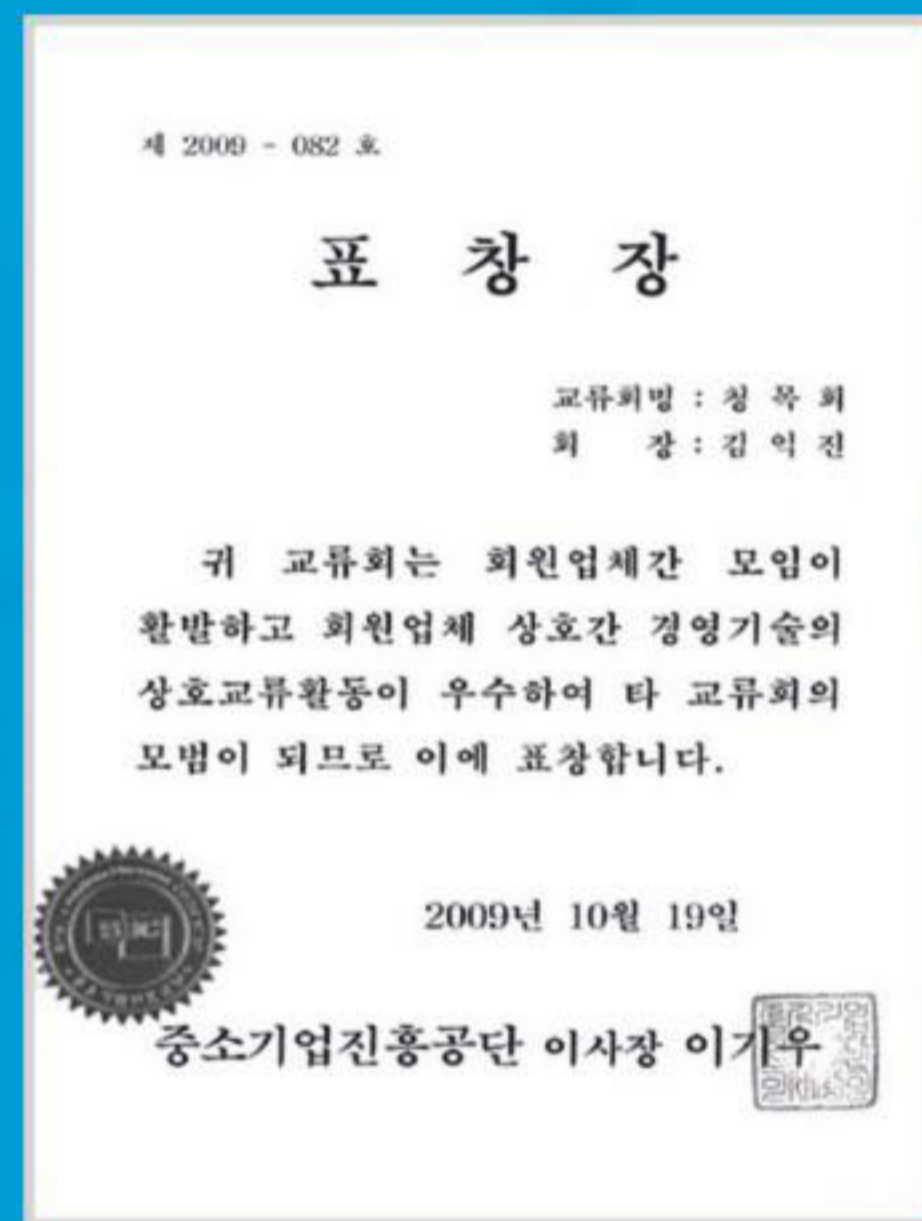 제 2009 - 082 호
표 창 장
교류회명 : 청 목 회
회 장 : 김 익 진
귀 교류회는 회원업체간 모임이
활발하고 회원업체 상호간 경영기술의
상호교류활동이 우수하여 타 교류회의
모범이 되므로 이에 표창합니다.
2009년 10월 19일
중소기업진흥공단 이사장 이기우